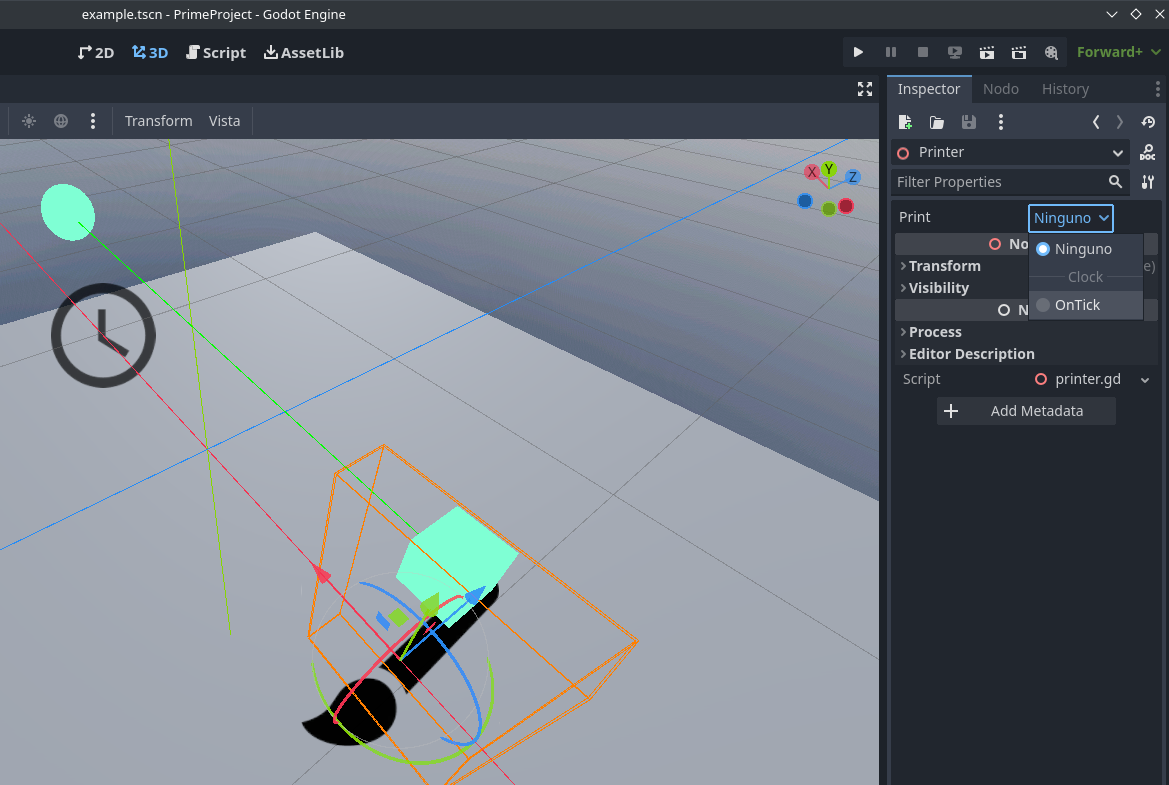 example.tscn - PrimeProject - Godot Engine
2D 3D Script AssetLib Forward+
Inspector Nodo History
Transform Vista
Printer
DOC
Filter Properties
X Y Z
Print Ninguno
No
Ninguno
Transform e)
Clock
Visibility
OnTick
N
Process
Editor Description
Script printer.gd
Add Metadata